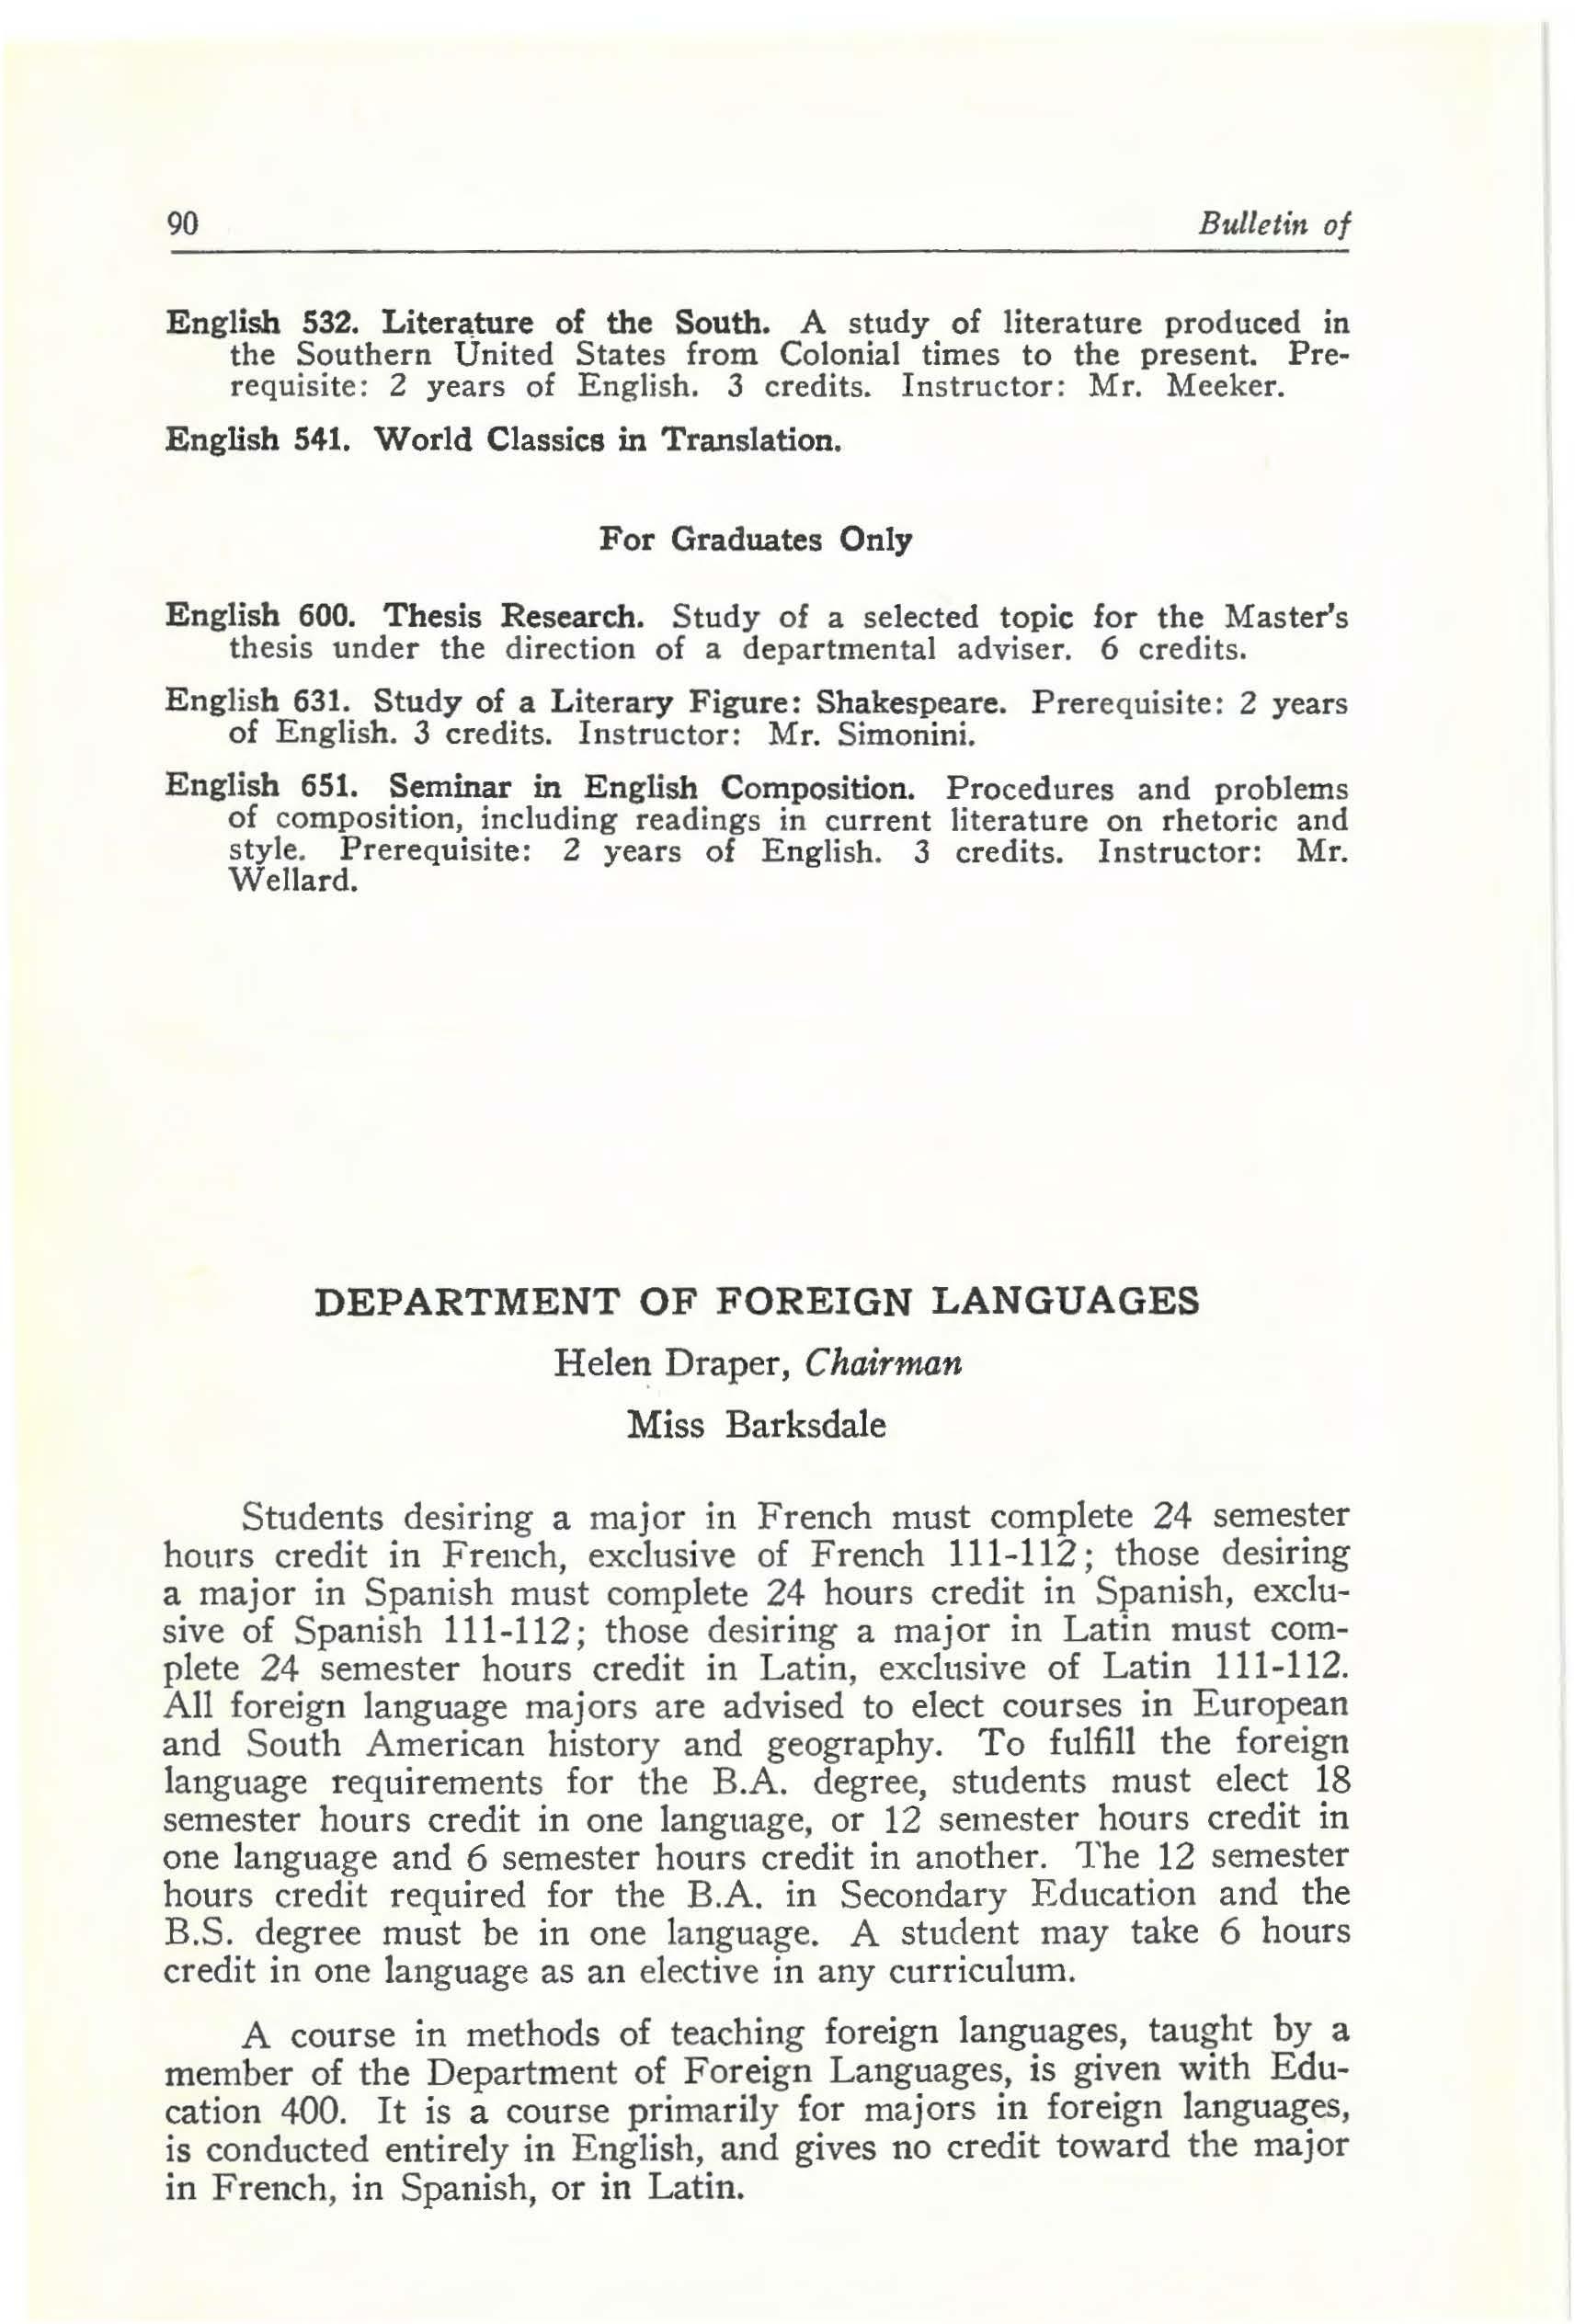 90
Bulletin of
English 532. Literature of the South. A study of literature produced in
the Southern United States from Colonial times to the present. Pre-
requisite: 2 years of English. 3 credits. Instructor: Mr. Meeker.
English 541. World Classics in Translation.
For Graduates Only
English 600. Thesis Research. Study of a selected topic for the Master's
thesis under the direction of a departmental adviser. 6 credits.
English 631. Study of a Literary Figure: Shakespeare. Prerequisite: 2 years
of English. 3 credits. Instructor: Mr. Simonini.
English 651. Seminar in English Composition. Procedures and problems
of composition, including readings in current literature on rhetoric and
style. Prerequisite: 2 years of English. 3 credits. Instructor: Mr.
Wellard.
DEPARTMENT OF FOREIGN LANGUAGES
Helen Draper, Chairman
Miss Barksdale
Students desiring a major in French must complete 24 semester
hours credit in French, exclusive of French 111-112; those desiring
a major in Spanish must complete 24 hours credit in Spanish, exclu-
sive of Spanish 111-112; those desiring a major in Latin must com-
plete 24 semester hours credit in Latin, exclusive of Latin 111-112.
All foreign language majors are advised to elect courses in European
and South American history and geography. To fulfill the foreign
language requirements for the B.A. degree, students must elect 18
semester hours credit in one language, or 12 semester hours credit in
one language and 6 semester hours credit in another. The 12 semester
hours credit required for the B.A. in Secondary Education and the
B.S. degree must be in one language. A student may take 6 hours
credit in one language as an elective in any curriculum.
A course in methods of teaching foreign languages, taught by a
member of the Department of Foreign Languages, is given with Edu-
cation 400. It is a course primarily for majors in foreign languages,
is conducted entirely in English, and gives no credit toward the major
in French, in Spanish, or in Latin.